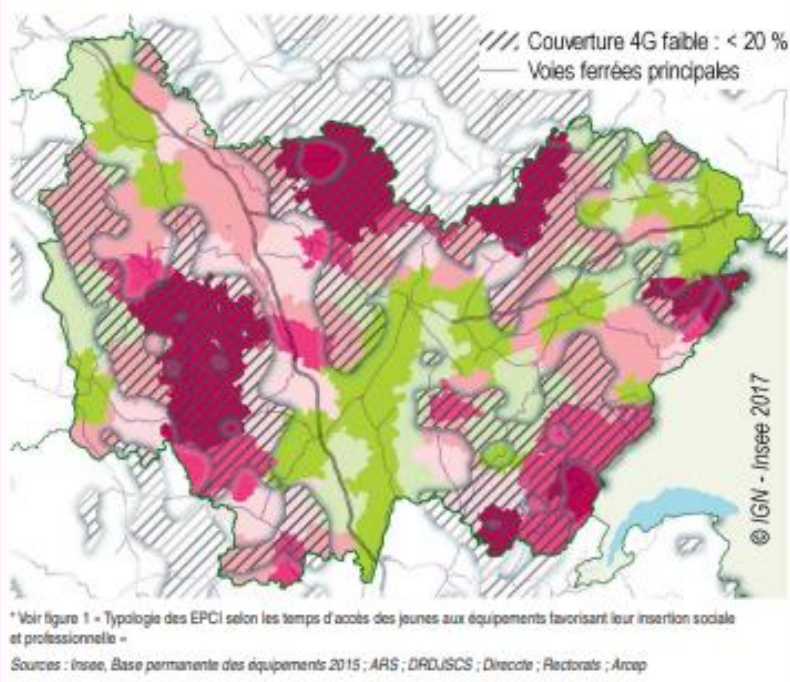 Couverture 4G faible : < 20 %
Voies ferrées principales
© IGN - Insee 2017
* Voir figure 1 « Typologie des EPCI selon les temps d'accès des jeunes aux équipements favorisant leur insertion sociale
et professionnelle »
Sources : Insee, Base permanente des équipements 2015 ; ARS ; DRDJSCS ; Direccte ; Rectorats ; Arcep